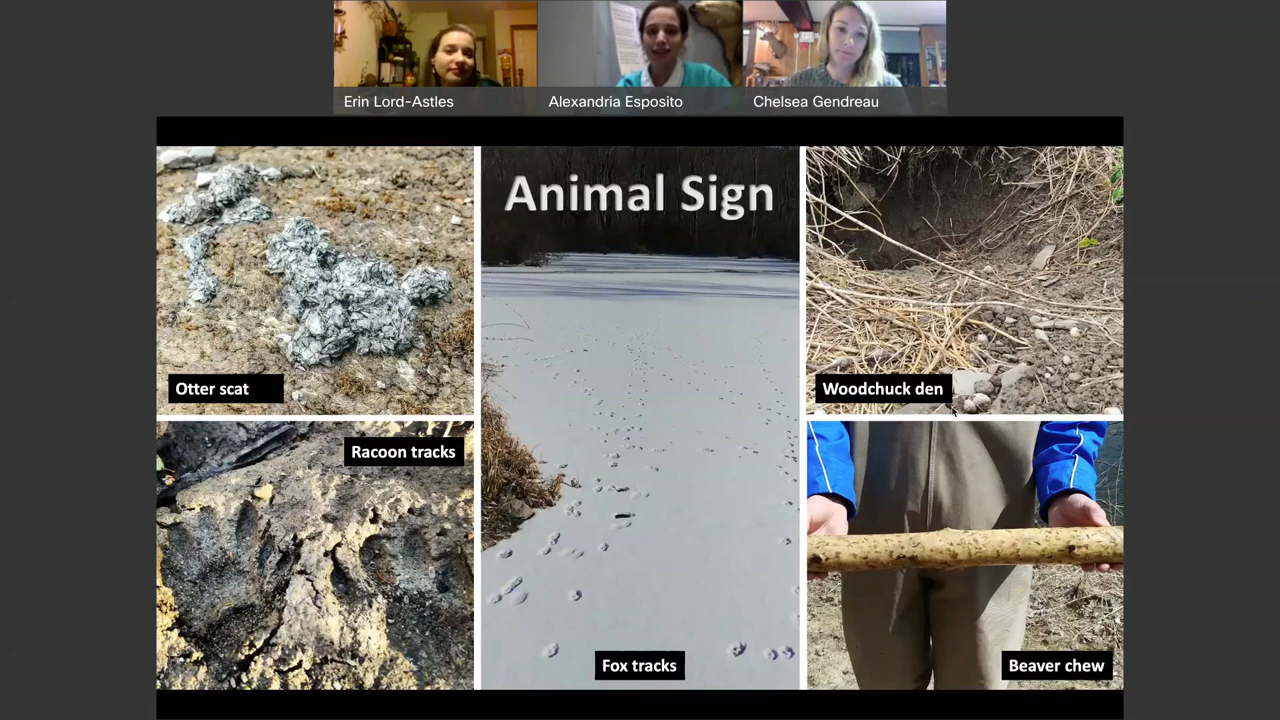 Erin Lord-Astles
Alexandria Esposito
Chelsea Gendreau
Animal Sign
Otter scat
Woodchuck den
Racoon tracks
Fox tracks
Beaver chew